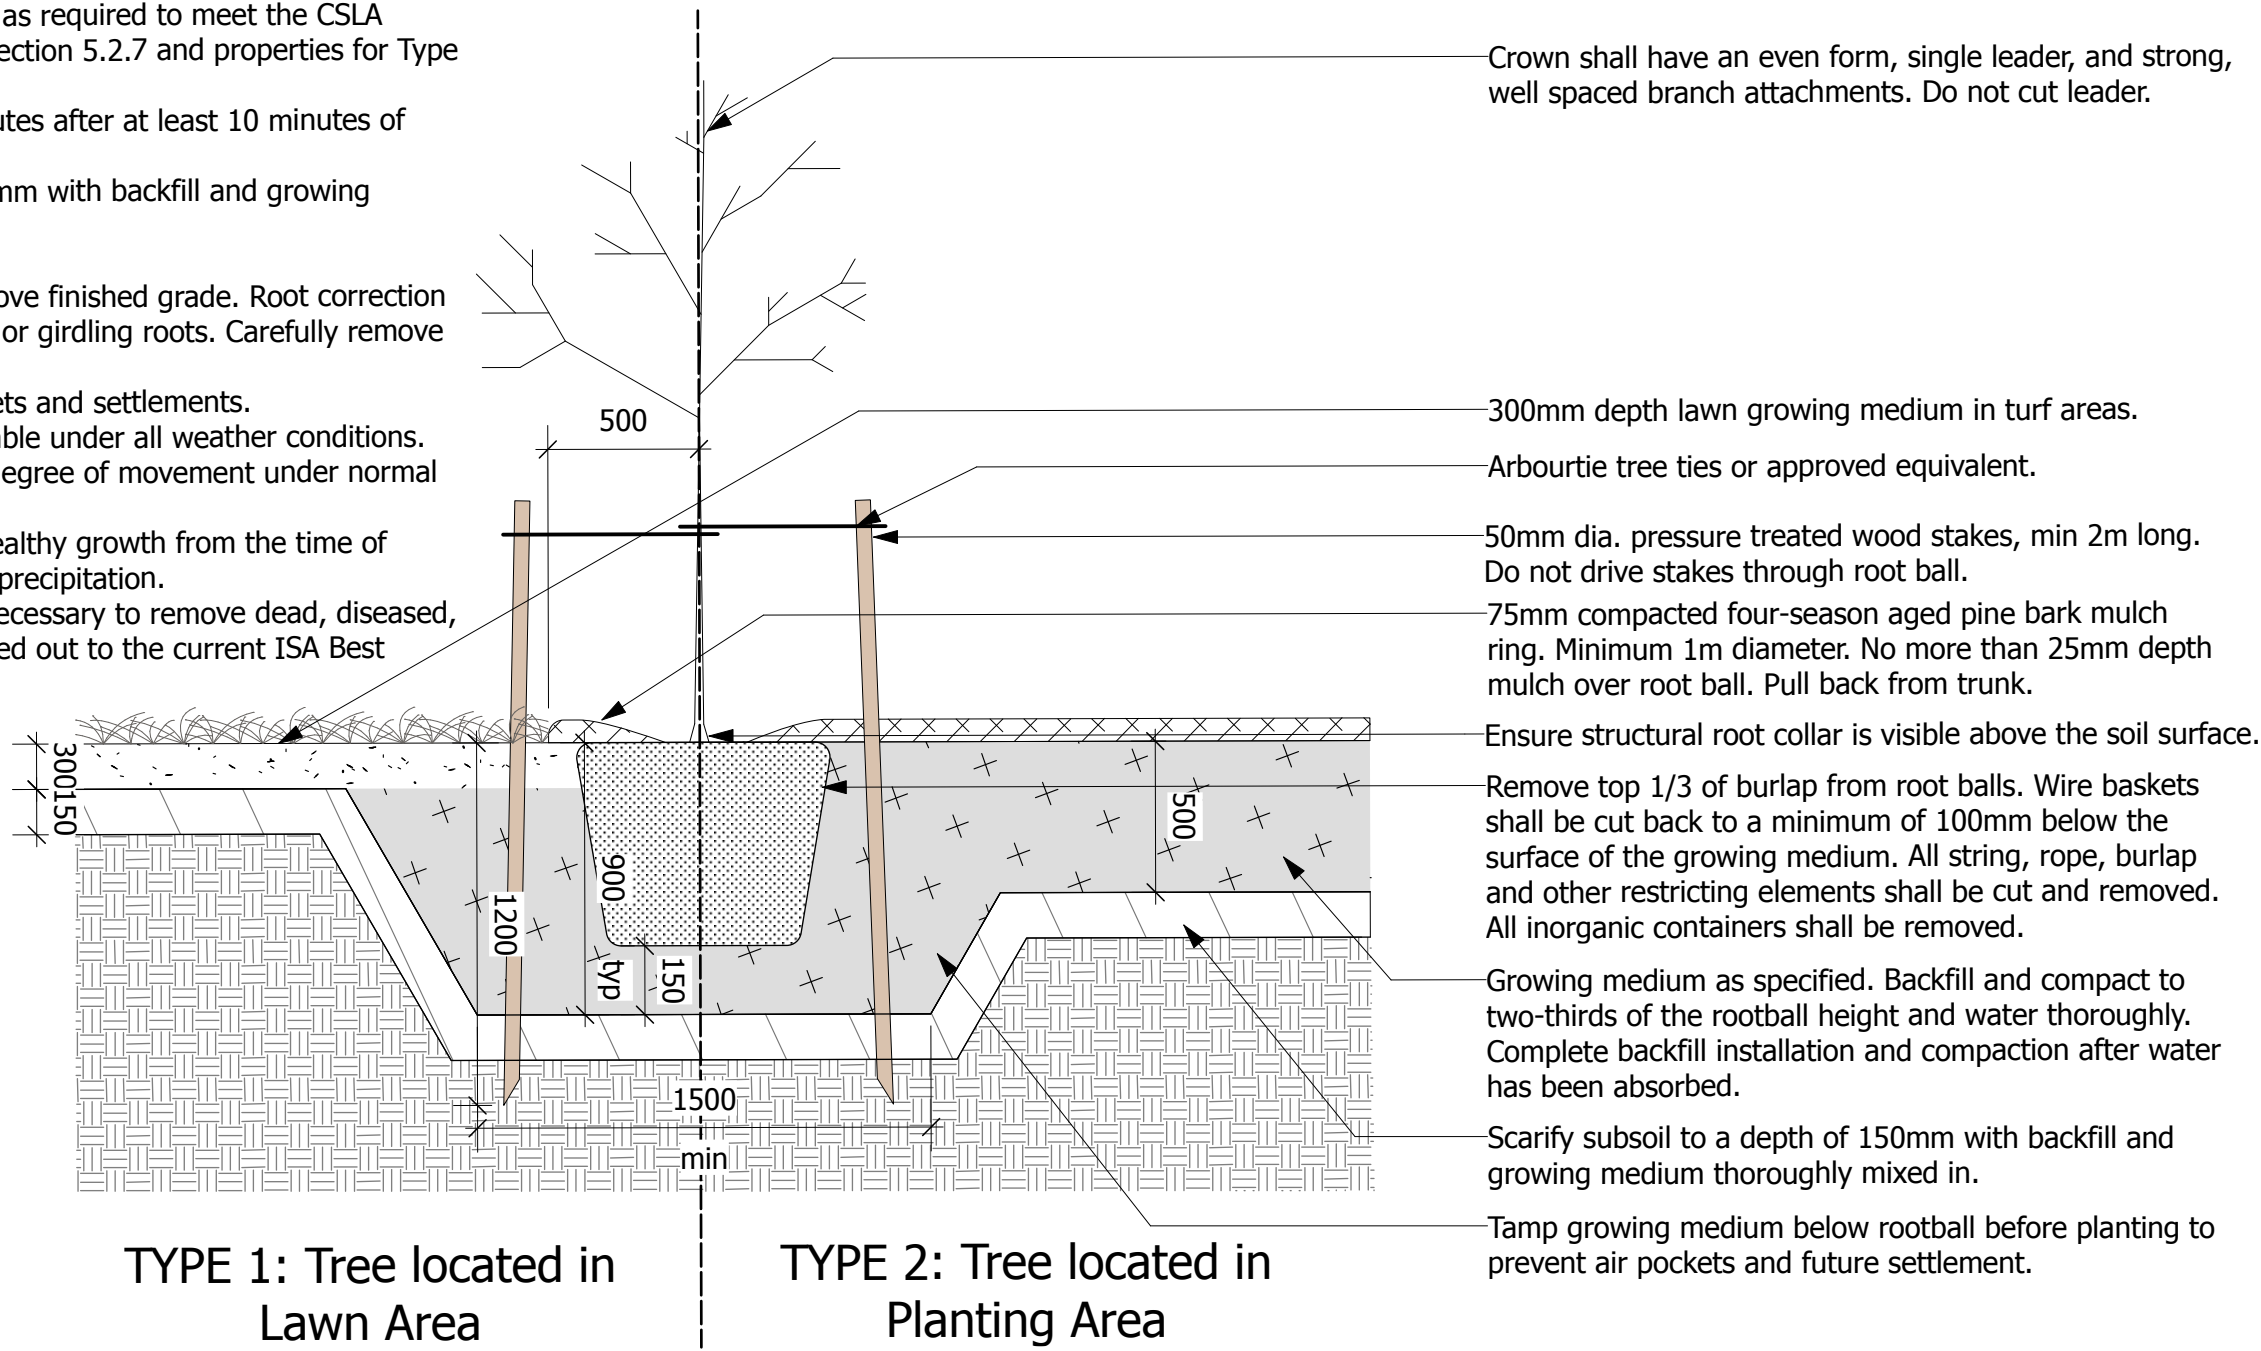 as required to meet the CSLA
ection 5.2.7 and properties for Type
utes after at least 10 minutes of
mm with backfill and growing
ove finished grade. Root correction
or girdling roots. Carefully remove
ets and settlements.
able under all weather conditions.
degree of movement under normal
ealthy growth from the time of
precipitation.
ecessary to remove dead, diseased,
ed out to the current ISA Best
Crown shall have an even form, single leader, and strong,
well spaced branch attachments. Do not cut leader.
300mm depth lawn growing medium in turf areas.
Arbourtie tree ties or approved equivalent.
50mm dia. pressure treated wood stakes, min 2m long.
Do not drive stakes through root ball.
75mm compacted four-season aged pine bark mulch
ring. Minimum 1m diameter. No more than 25mm depth
mulch over root ball. Pull back from trunk.
Ensure structural root collar is visible above the soil surface.
Remove top 1/3 of burlap from root balls. Wire baskets
shall be cut back to a minimum of 100mm below the
surface of the growing medium. All string, rope, burlap
and other restricting elements shall be cut and removed.
All inorganic containers shall be removed.
Growing medium as specified. Backfill and compact to
two-thirds of the rootball height and water thoroughly.
Complete backfill installation and compaction after water
has been absorbed.
Scarify subsoil to a depth of 150mm with backfill and
growing medium thoroughly mixed in.
Tamp growing medium below rootball before planting to
prevent air pockets and future settlement.
500
300
150
1200
900
typ
150
500
1500
min
TYPE 1: Tree located in
Lawn Area
TYPE 2: Tree located in
Planting Area